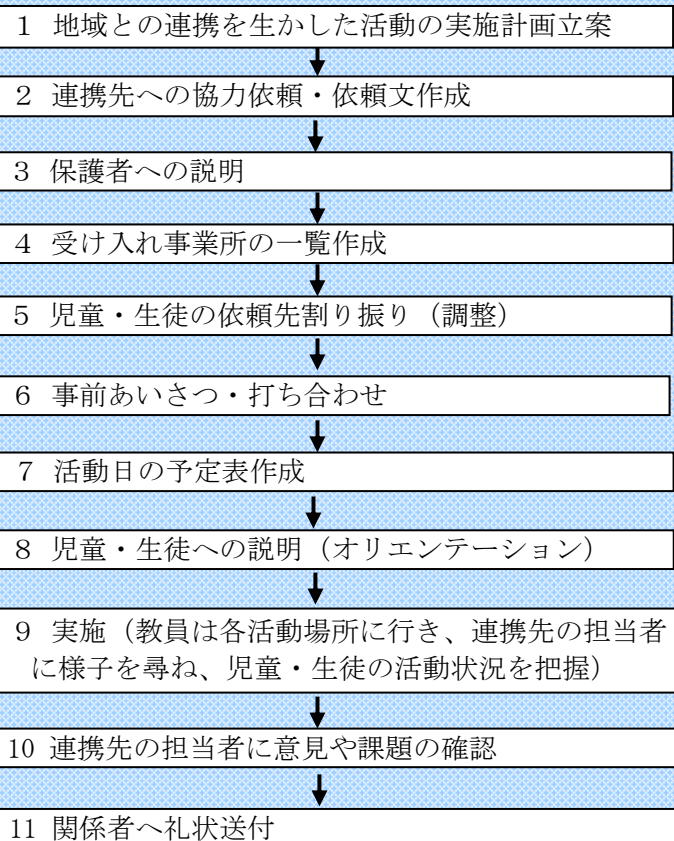 １ 地域との連携を生かした活動の実施計画立案
２ 連携先への協力依頼・依頼文作成
３ 保護者への説明
４ 受け入れ事業所の一覧作成
５ 児童・生徒の依頼先割り振り（調整）
６ 事前あいさつ・打ち合わせ
７ 活動日の予定表作成
８ 児童・生徒への説明（オリエンテーション）
９ 実施（教員は各活動場所に行き、連携先の担当者
に様子を尋ね、児童・生徒の活動状況を把握）
10 連携先の担当者に意見や課題の確認
11 関係者へ礼状送付